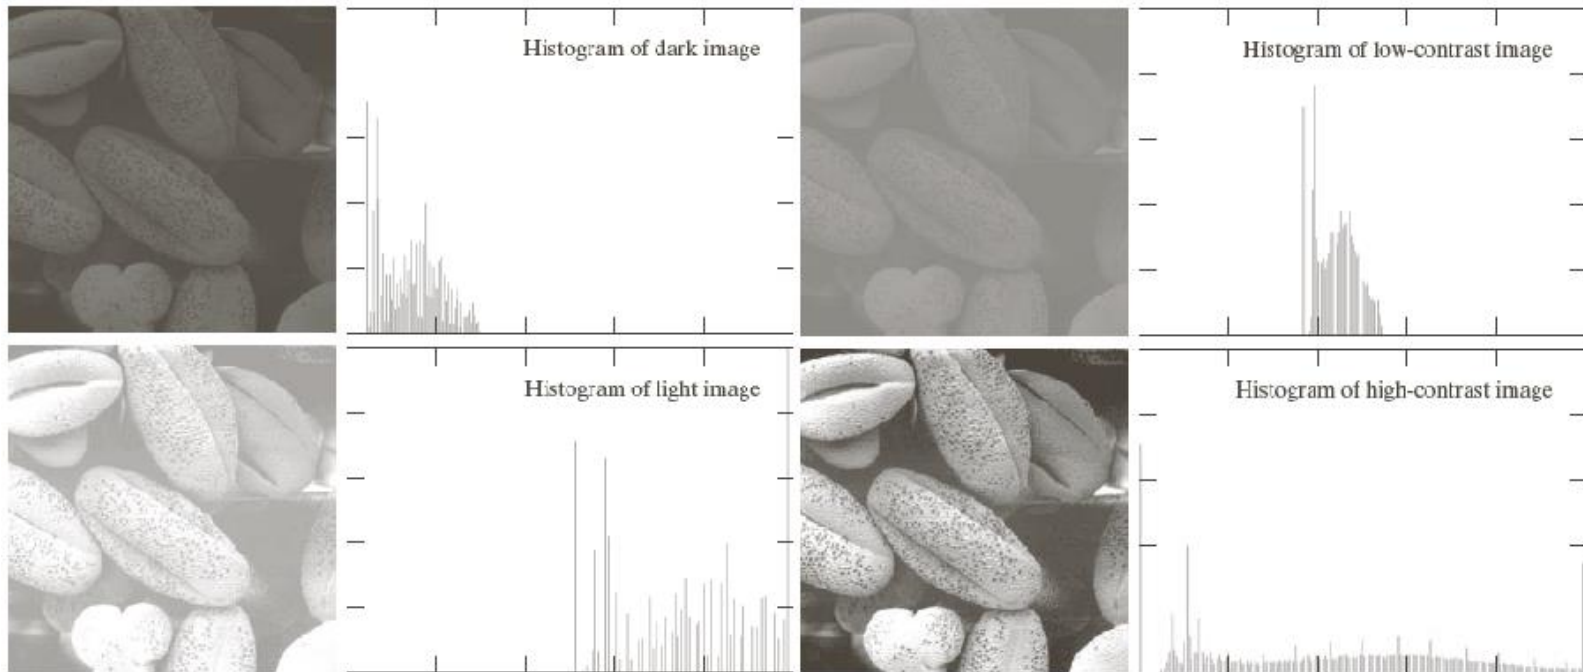 Histogram of dark image
Histogram of low-contrast image
Histogram of light image
Histogram of high-contrast image